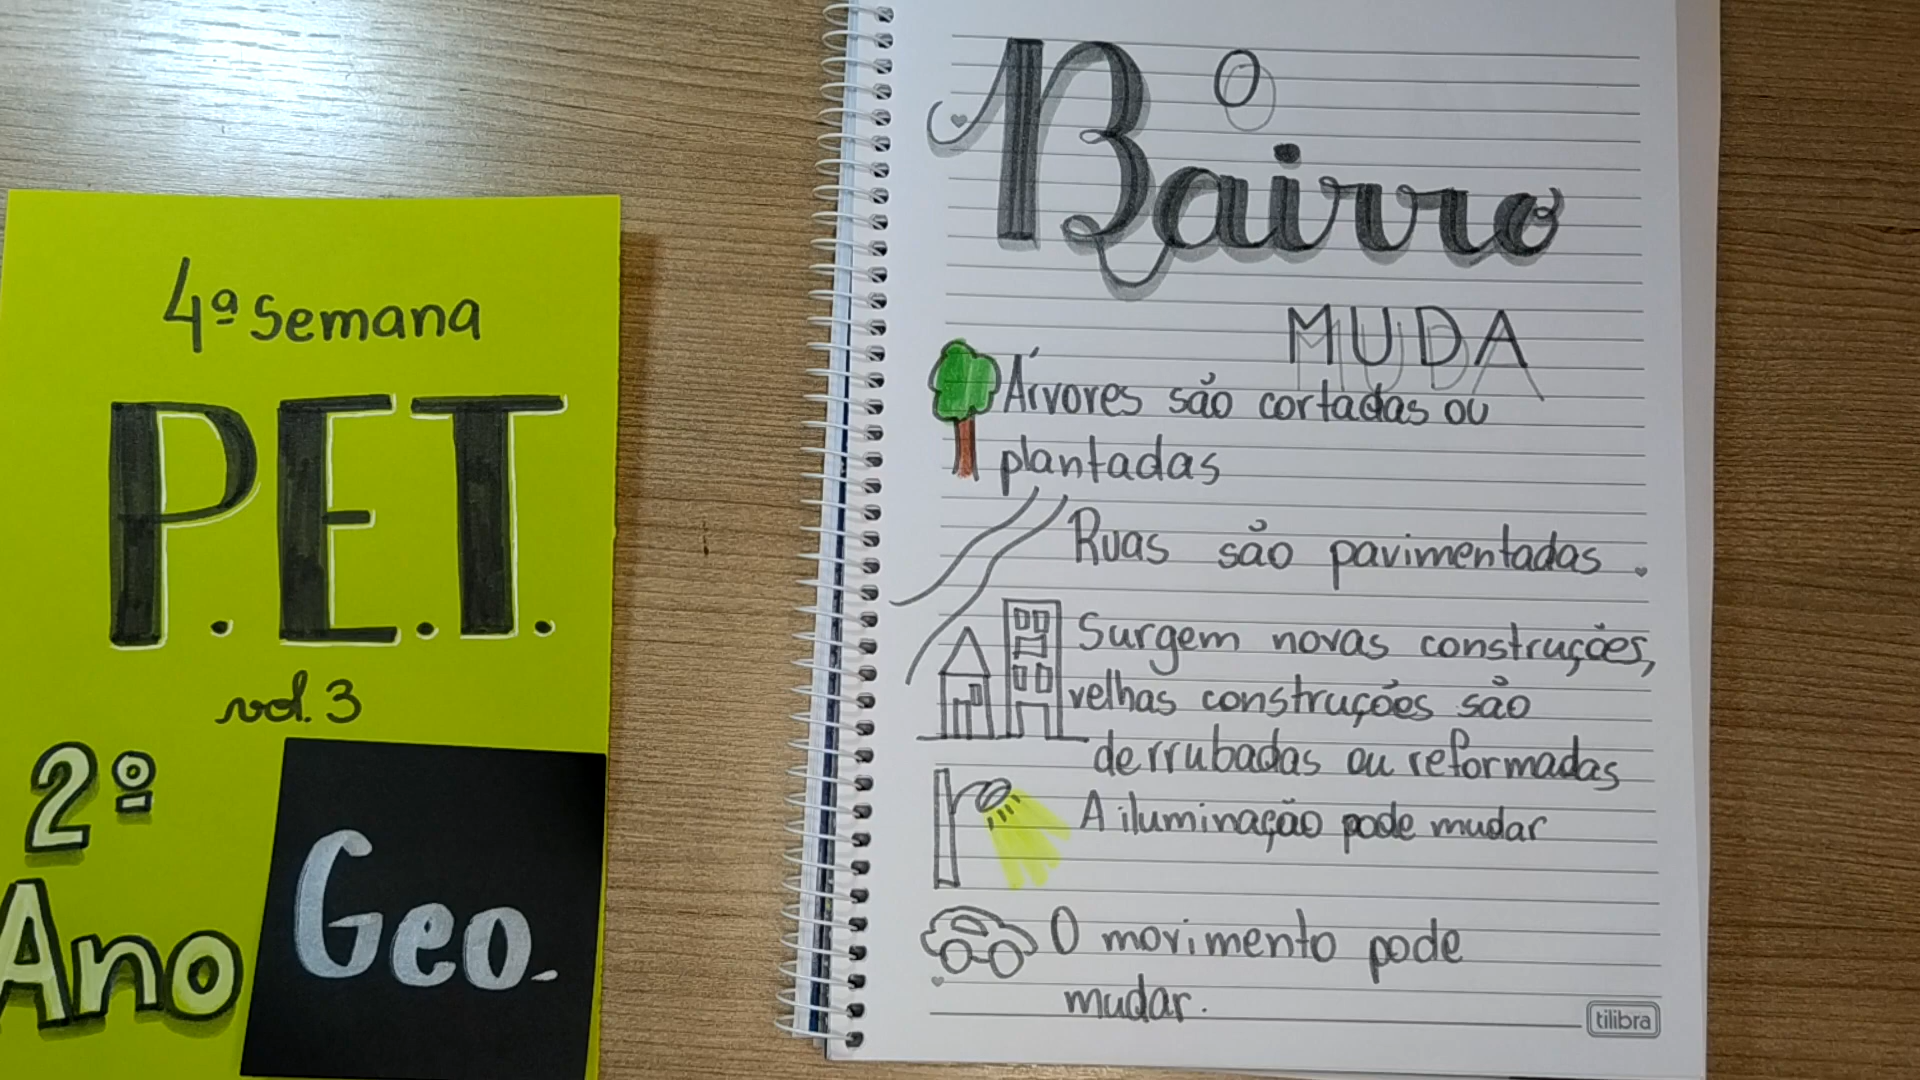 4ª Semana
P.E.T.
vol. 3
2º
Ano
Geo.
O
Bairro
MUDA
Árvores são cortadas ou
plantadas
Ruas são pavimentadas.
Surgem novas construções,
velhas construções são
derrubadas ou reformadas
A iluminação pode mudar
O movimento pode
mudar.
tilibra